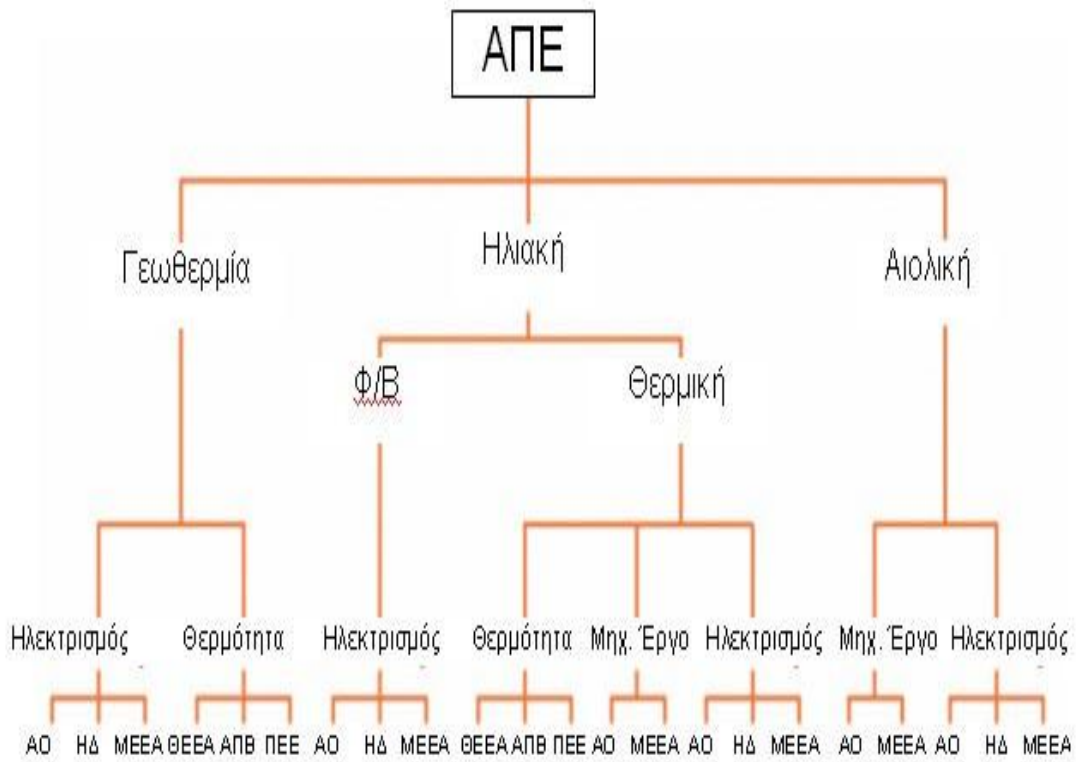 ΑΠΕ
Γεωθερμία Ηλιακή Αιολική
Φ/Β Θερμική
Ηλεκτρισμός Θερμότητα Ηλεκτρισμός Θερμότητα Μηχ. Έργο Ηλεκτρισμός Μηχ. Έργο Ηλεκτρισμός
ΑΟ ΗΔ ΜΕΕΑ ΘΕΕΑ ΑΠΒ ΠΕΕ ΑΟ ΗΔ ΜΕΕΑ ΘΕΕΑ ΑΠΒ ΠΕΕ ΑΟ ΜΕΕΑ ΑΟ ΗΔ ΜΕΕΑ ΑΟ ΜΕΕΑ ΑΟ ΗΔ ΜΕΕΑ